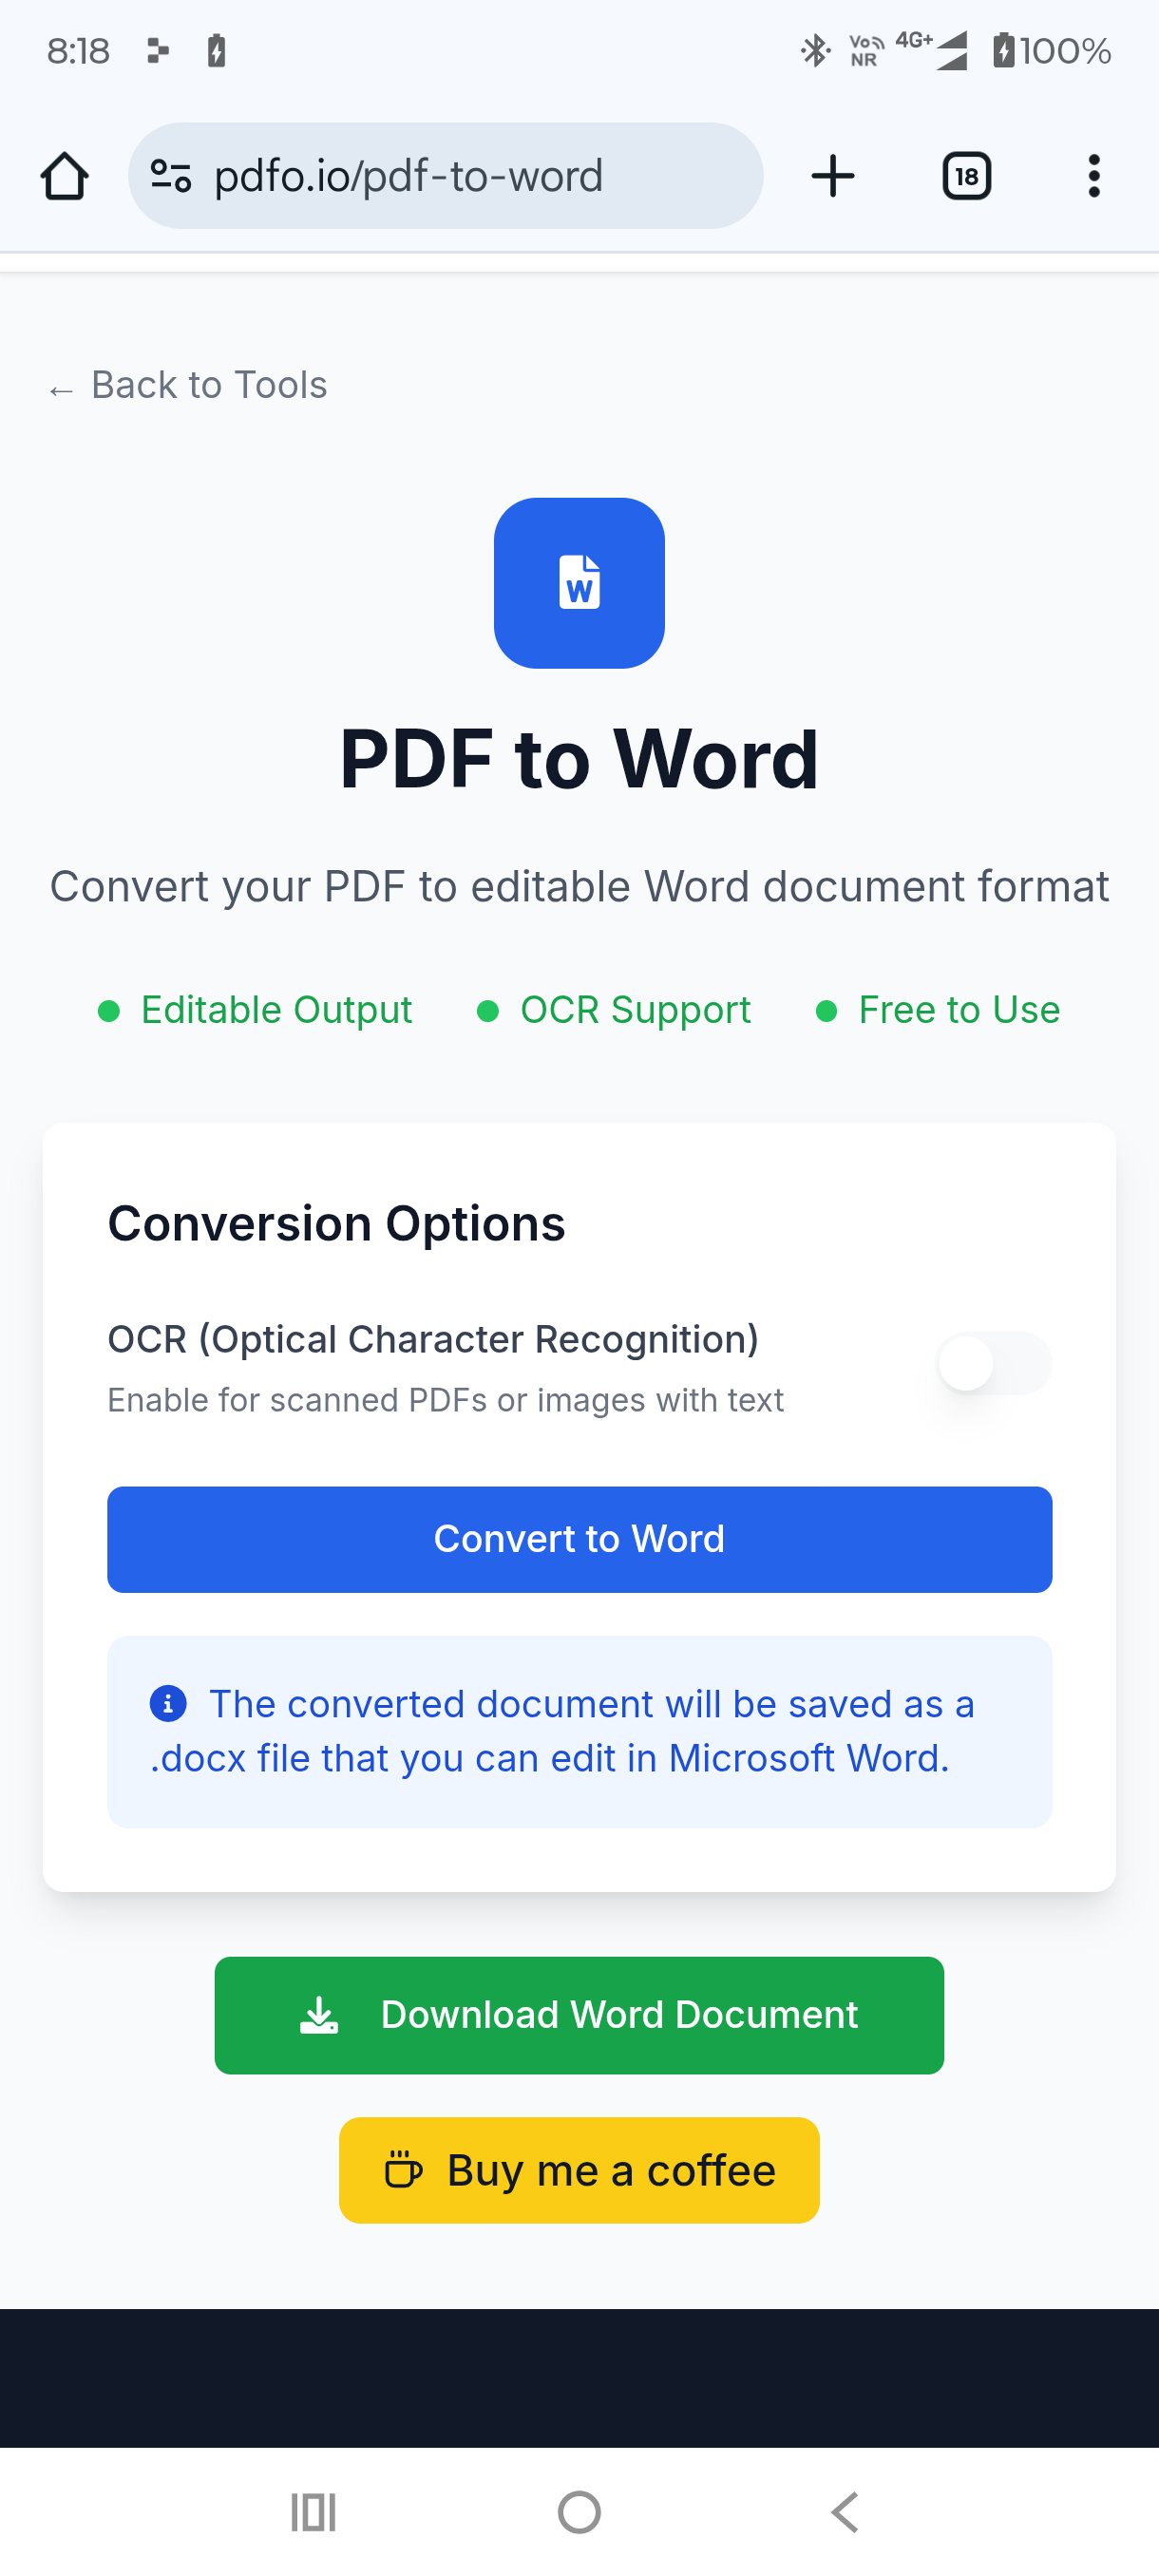 8:18
Vo NR 4G+ 100%
pdfo.io/pdf-to-word
18
← Back to Tools
W
PDF to Word
Convert your PDF to editable Word document format
Editable Output OCR Support Free to Use
Conversion Options
OCR (Optical Character Recognition)
Enable for scanned PDFs or images with text
Convert to Word
The converted document will be saved as a
.docx file that you can edit in Microsoft Word.
Download Word Document
Buy me a coffee